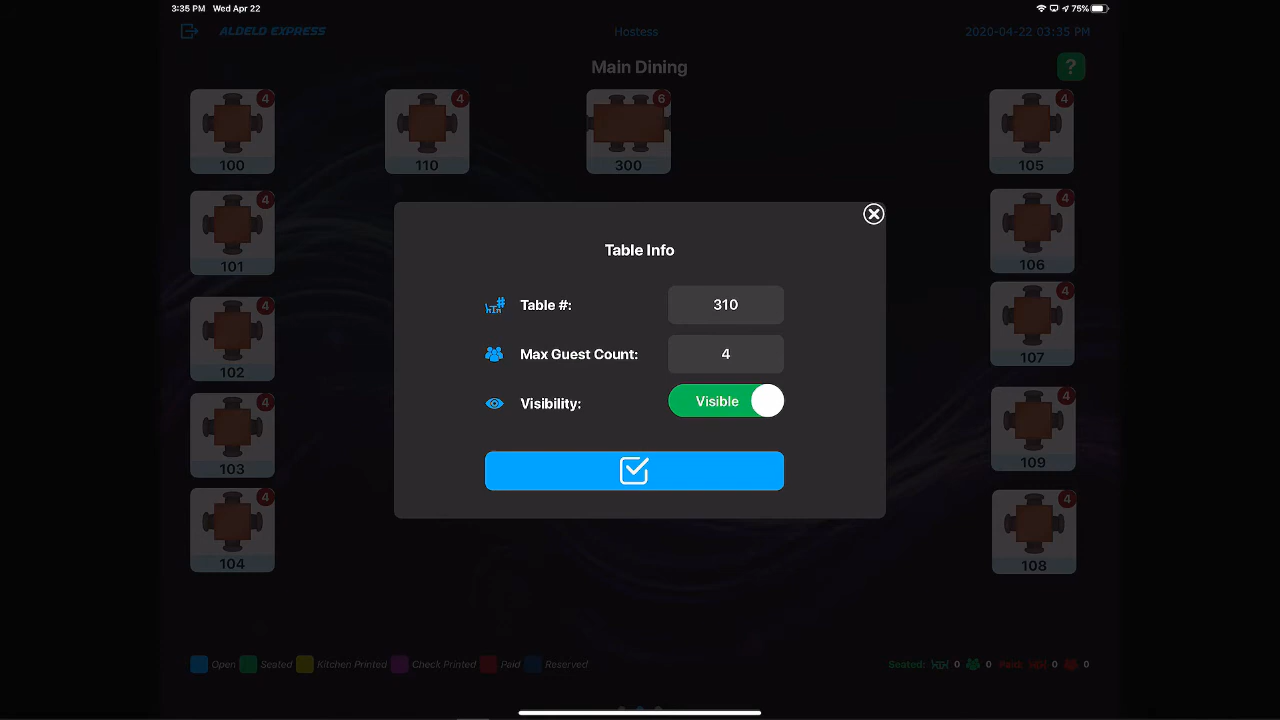 3:35 PM Wed Apr 22
75%
ALDELO EXPRESS
Hostess
2020-04-22 03:35 PM
Main Dining
?
4
4
6
4
100
110
300
105
4
4
101
106
4
4
102
107
4
4
103
109
4
4
104
108
Table Info
Table #:
310
Max Guest Count:
4
Visibility:
Visible
Open
Seated
Kitchen Printed
Check Printed
Paid
Reserved
Seated: 0 0 Paid: 0 0